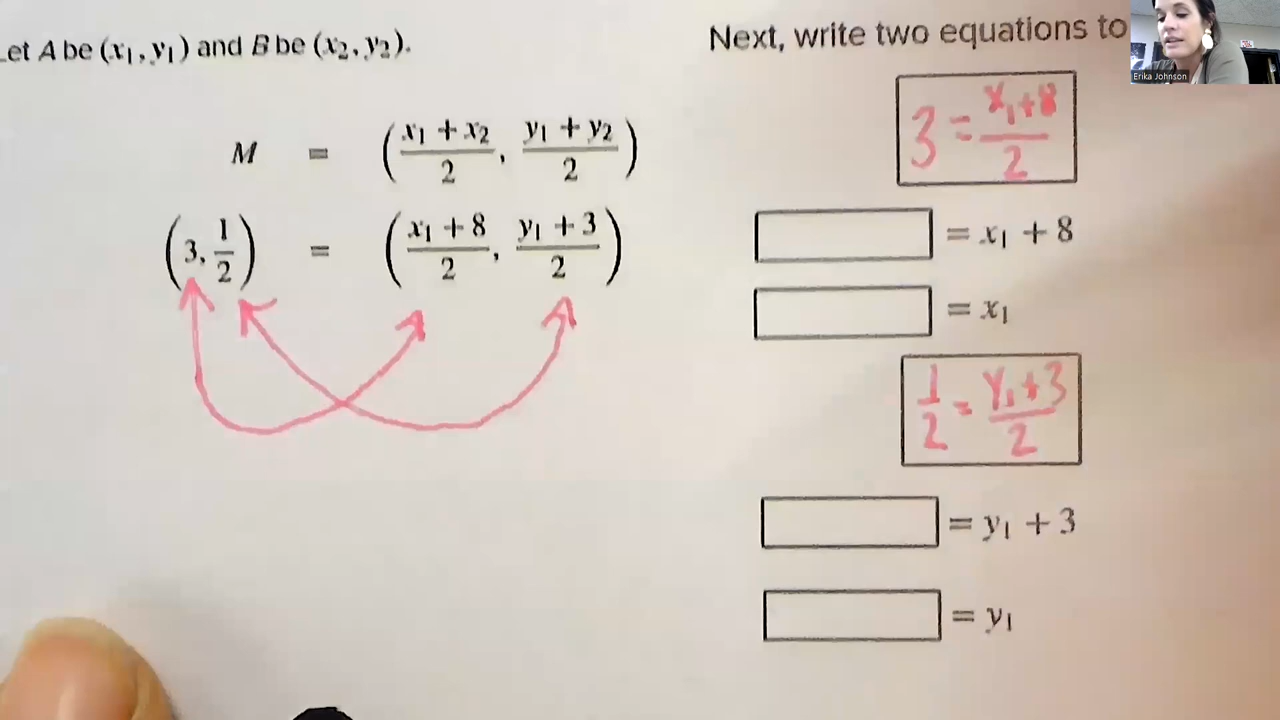 et A be (x₁, y₁) and B be (x₂, y₂).
M = ( (x₁ + x₂)/2, (y₁ + y₂)/2 )
(3, 1/2) = ( (x₁ + 8)/2, (y₁ + 3)/2 )
Next, write two equations to
3 = (x₁+8)/2
= x₁ + 8
= x₁
1/2 = (y₁+3)/2
= y₁ + 3
= y₁
Erika Johnson